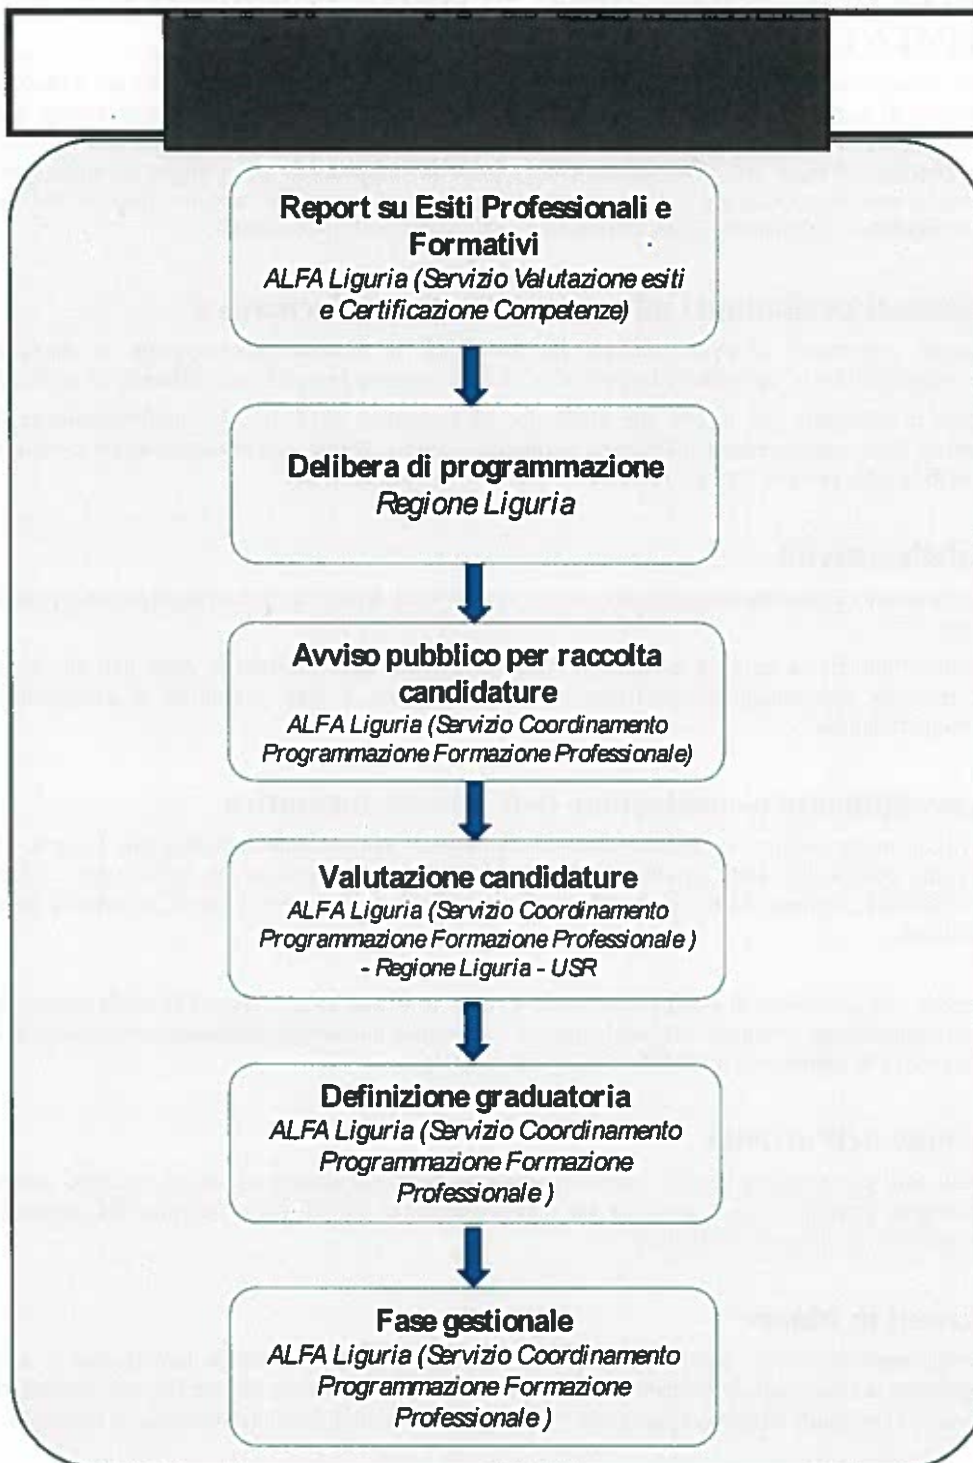 Report su Esiti Professionali e
Formativi
ALFA Liguria (Servizio Valutazione esiti
e Certificazione Competenze)
Delibera di programmazione
Regione Liguria
Avviso pubblico per raccolta
candidature
ALFA Liguria (Servizio Coordinamento
Programmazione Formazione Professionale)
Valutazione candidature
ALFA Liguria (Servizio Coordinamento
Programmazione Formazione Professionale )
- Regione Liguria - USR
Definizione graduatoria
ALFA Liguria (Servizio Coordinamento
Programmazione Formazione
Professionale )
Fase gestionale
ALFA Liguria (Servizio Coordinamento
Programmazione Formazione
Professionale )